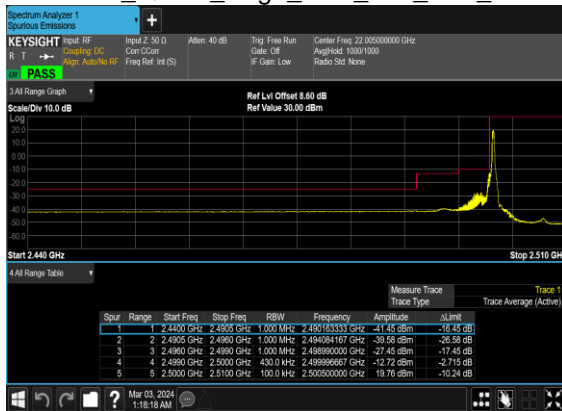 Spectrum Analyzer 1
Spurious Emissions
KEYSIGHT Input: RF Input Z: 50 Ω Atten: 40 dB Trig: Free Run Center Freq: 22.005000000 GHz
R T Coupling: DC Corr CCorr Gate: Off Avg|Hold: 1000/1000
Align: Auto/No RF Freq Ref: Int (S) IF Gain: Low Radio Std: None
PASS
3 All Range Graph
Ref Lvl Offset 8.60 dB
Scale/Div 10.0 dB Ref Value 30.00 dBm
Log
20.0
10.0
0.00
-10.0
-20.0
-30.0
-40.0
-50.0
-60.0
Start 2.440 GHz Stop 2.510 GH
4 All Range Table
Measure Trace Trace 1
Trace Type Trace Average (Active)
Spur Range Start Freq Stop Freq RBW Frequency Amplitude ΔLimit
1 1 2.4400 GHz 2.4905 GHz 1.000 MHz 2.490163333 GHz -41.45 dBm -16.45 dB
2 2 2.4905 GHz 2.4960 GHz 1.000 MHz 2.494084167 GHz -39.58 dBm -26.58 dB
3 3 2.4960 GHz 2.4990 GHz 1.000 MHz 2.498990000 GHz -27.45 dBm -17.45 dB
4 4 2.4990 GHz 2.5000 GHz 430.0 kHz 2.499996667 GHz -12.72 dBm -2.715 dB
5 5 2.5000 GHz 2.5100 GHz 100.0 kHz 2.500500000 GHz 19.76 dBm -10.24 dB
Mar 03, 2024
1:18:18 AM